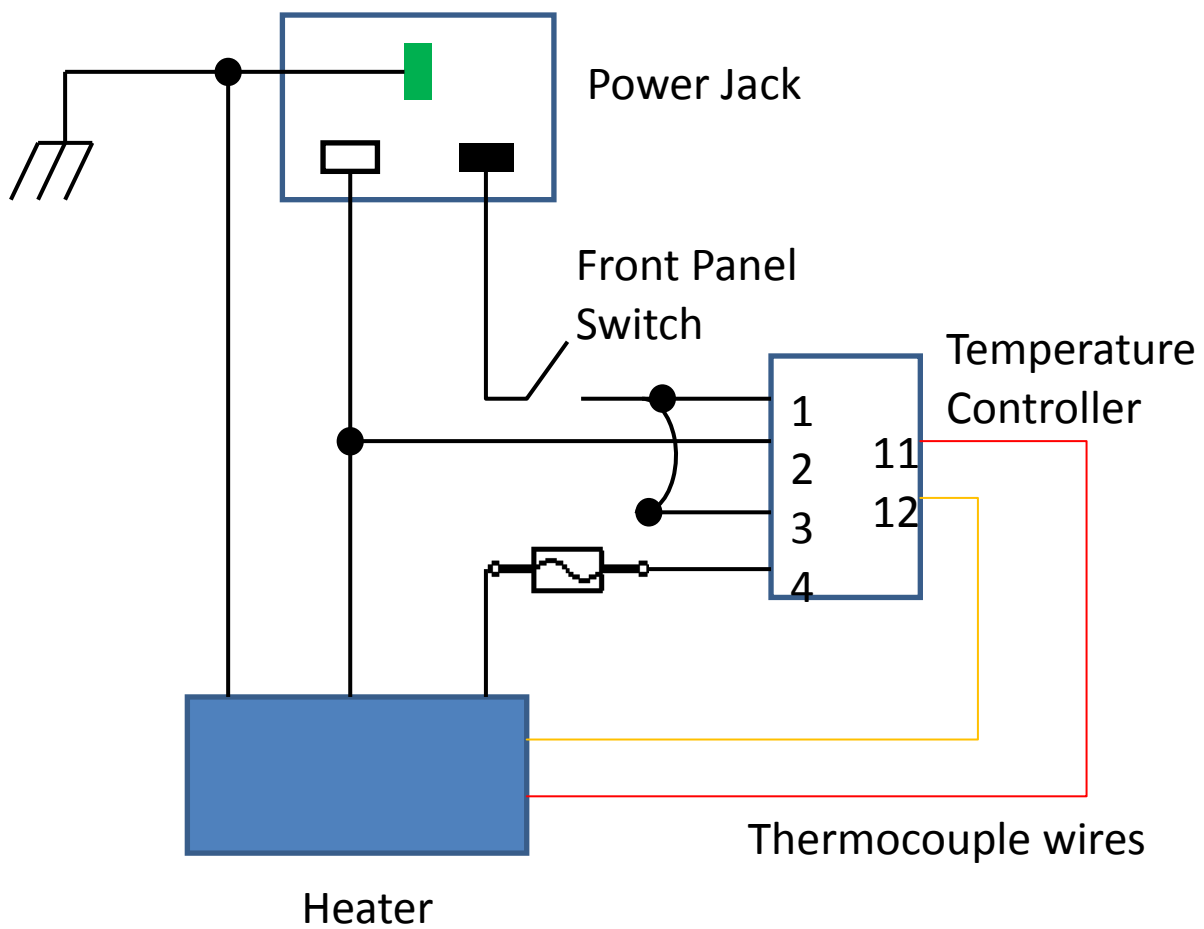 Power Jack
Front Panel
Switch
Temperature
Controller
1
11
2
12
3
4
Thermocouple wires
Heater